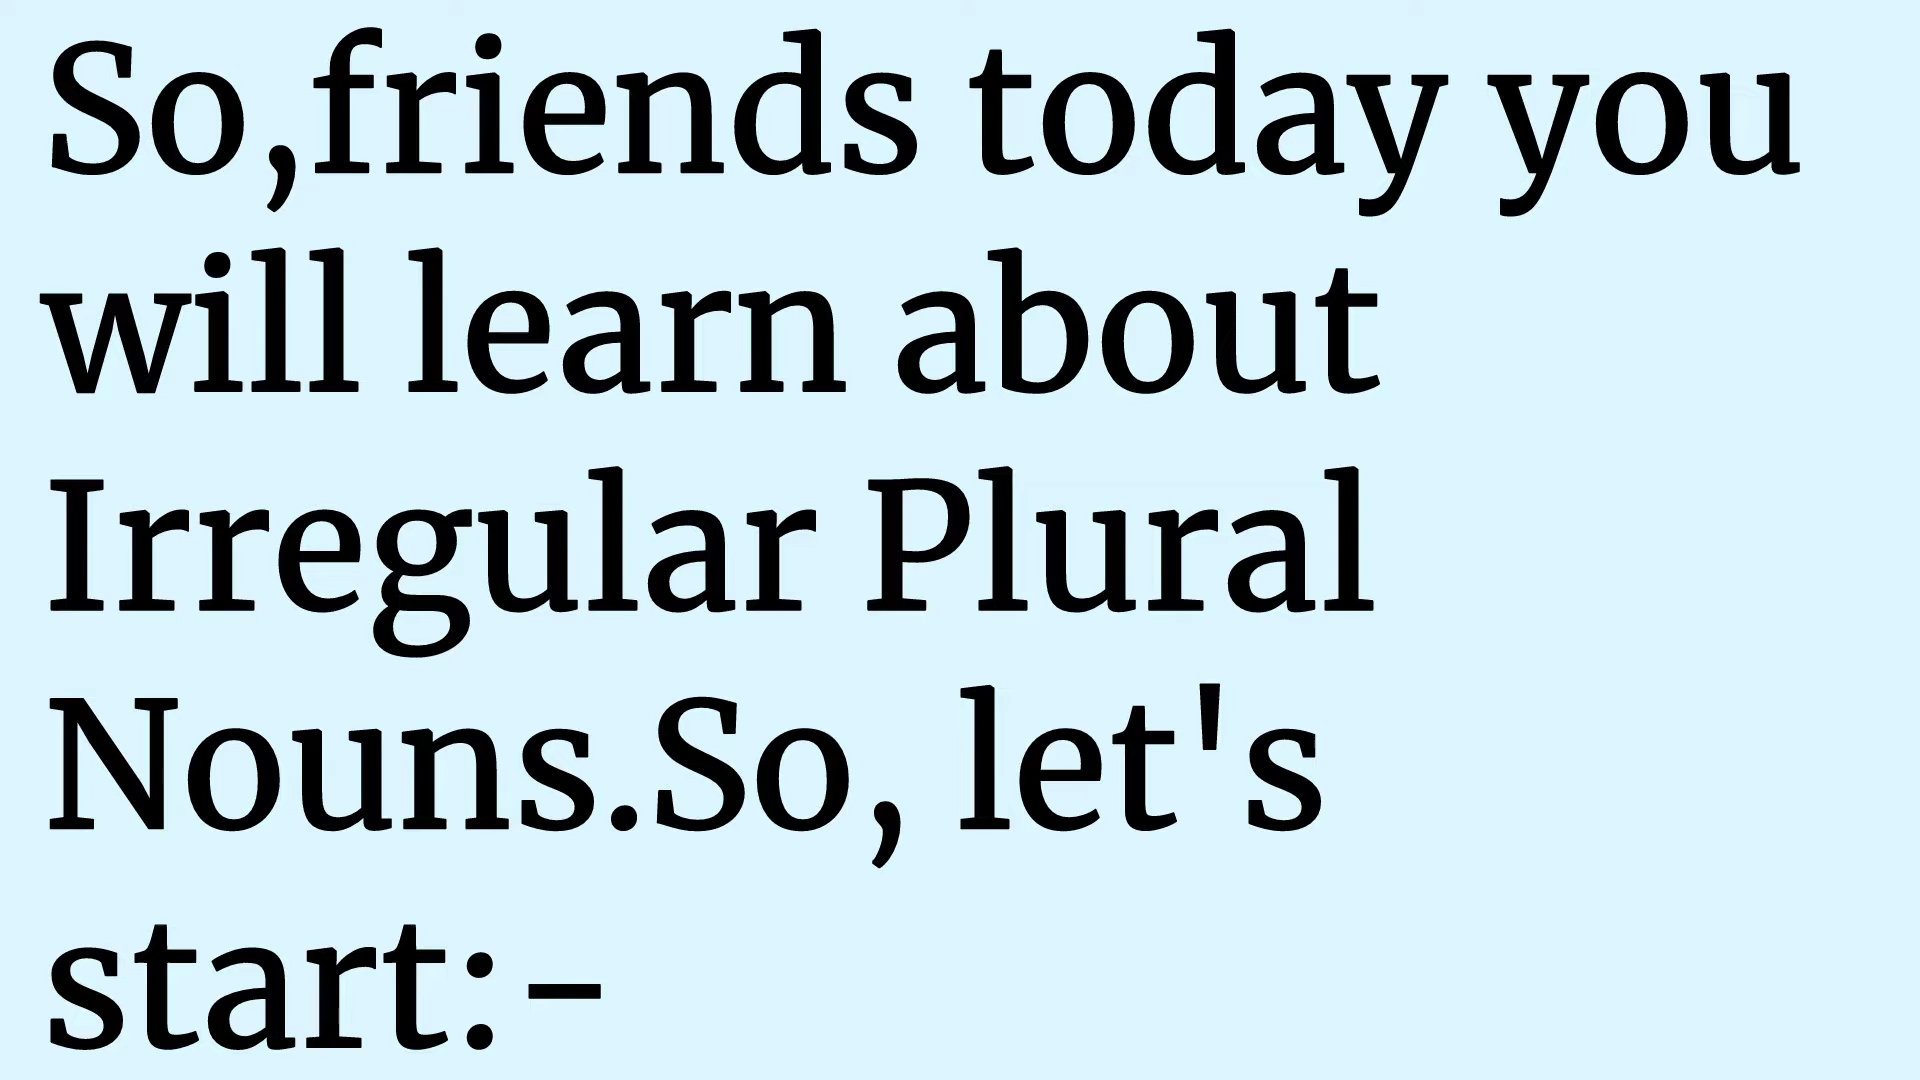 So,friends today you
will learn about
Irregular Plural
Nouns.So, let's
start:-